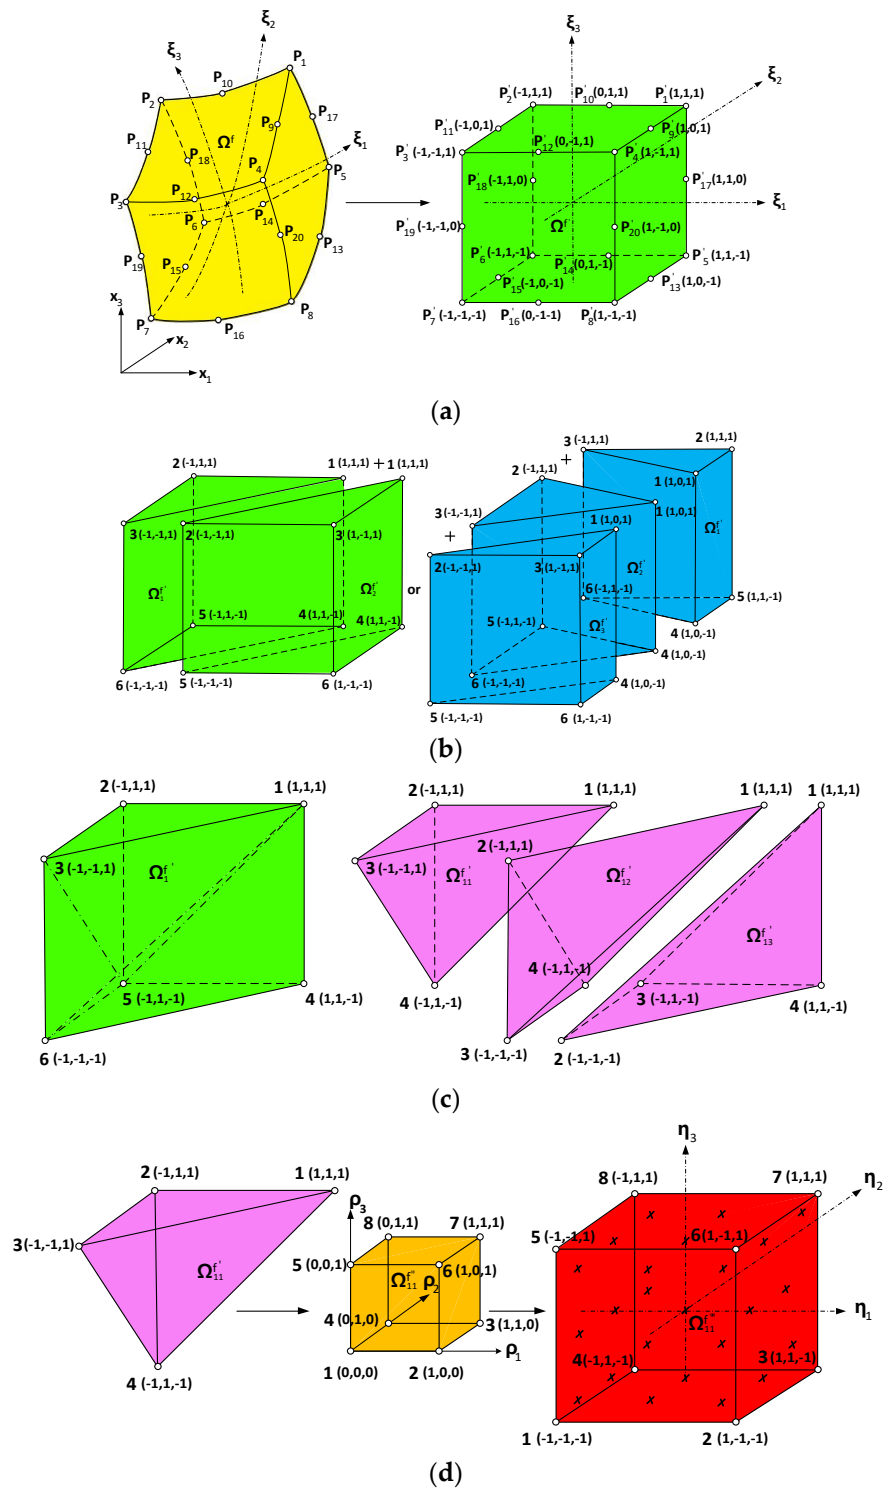 ξ3
ξ2
P1
P2
P10
P9
P17
Ωf
ξ1
P11
P18
P4
P5
P3
P12
P6
P14
P20
P13
P19
P15
P7
P16
P8
x3
x2
x1
ξ3
ξ2
P'2(-1,1,1)
P'10(0,1,1)
P'1(1,1,1)
P'11(-1,0,1)
P'9(1,0,1)
P'12(0,-1,1)
P'3(-1,-1,1)
P'4(1,-1,1)
P'18(-1,1,0)
P'17(1,1,0)
ξ1
P'19(-1,-1,0)
Ωf'
P'20(1,-1,0)
P'6(-1,1,-1)
P'14(0,1,-1)
P'5(1,1,-1)
P'15(-1,0,-1)
P'13(1,0,-1)
P'7(-1,-1,-1)
P'16(0,-1-1)
P'8(1,-1,-1)
(a)
2(-1,1,1)
1(1,1,1)+1(1,1,1)
3(-1,-1,1)
2(-1,-1,1)
3(1,-1,1)
Ωf'1
Ωf'2
5(-1,1,-1)
4(1,1,-1)
4(1,1,-1)
6(-1,-1,-1)
5(-1,-1,-1)
6(1,-1,-1)
or
3(-1,1,1)
2(1,1,1)
+
2(-1,1,1)
1(1,0,1)
3(-1,-1,1)
1(1,0,1)
+
1(1,0,1)
Ωf'1
2(-1,-1,1)
3(1,-1,1)
Ωf'2
6(-1,1,-1)
5(1,1,-1)
5(-1,1,-1)
Ωf'3
4(1,0,-1)
4(1,0,-1)
6(-1,-1,-1)
4(1,0,-1)
5(-1,-1,-1)
6(1,-1,-1)
(b)
2(-1,1,1)
1(1,1,1)
3(-1,-1,1)
Ωf'1
5(-1,1,-1)
4(1,1,-1)
6(-1,-1,-1)
2(-1,1,1)
1(1,1,1)
3(-1,-1,1)
Ωf'11
4(-1,1,-1)
1(1,1,1)
2(-1,1,1)
Ωf'12
4(-1,1,-1)
3(-1,-1,-1)
1(1,1,1)
Ωf'13
3(-1,1,-1)
4(1,1,-1)
2(-1,-1,-1)
(c)
2(-1,1,1)
1(1,1,1)
3(-1,-1,1)
Ωf'11
4(-1,1,-1)
ρ3
8(0,1,1)
7(1,1,1)
5(0,0,1)
6(1,0,1)
Ωf''11
ρ2
4(0,1,0)
3(1,1,0)
ρ1
1(0,0,0)
2(1,0,0)
η3
8(-1,1,1)
7(1,1,1)
η2
5(-1,-1,1)
6(1,-1,1)
x x x x
x x x x
x x
x x x
η1
Ωf'''11
x x x x
4(-1,1,-1)
3(1,1,-1)
x x x
x x x
1(-1,-1,-1)
2(1,-1,-1)
(d)